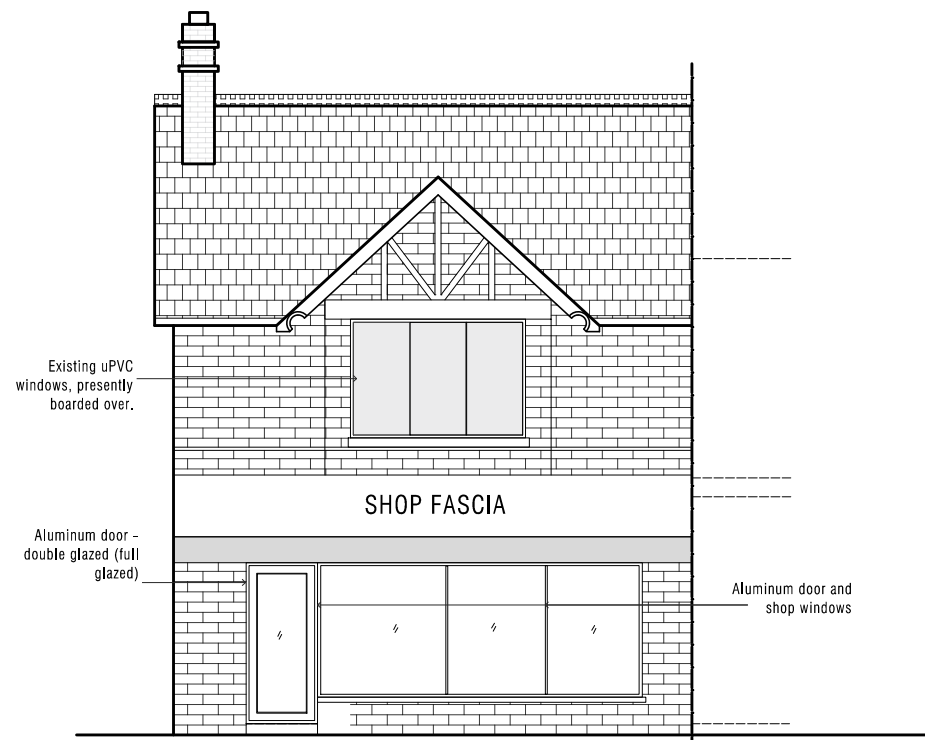 Existing uPVC
windows, presently
boarded over.
SHOP FASCIA
Aluminum door -
double glazed (full
glazed)
Aluminum door and
shop windows